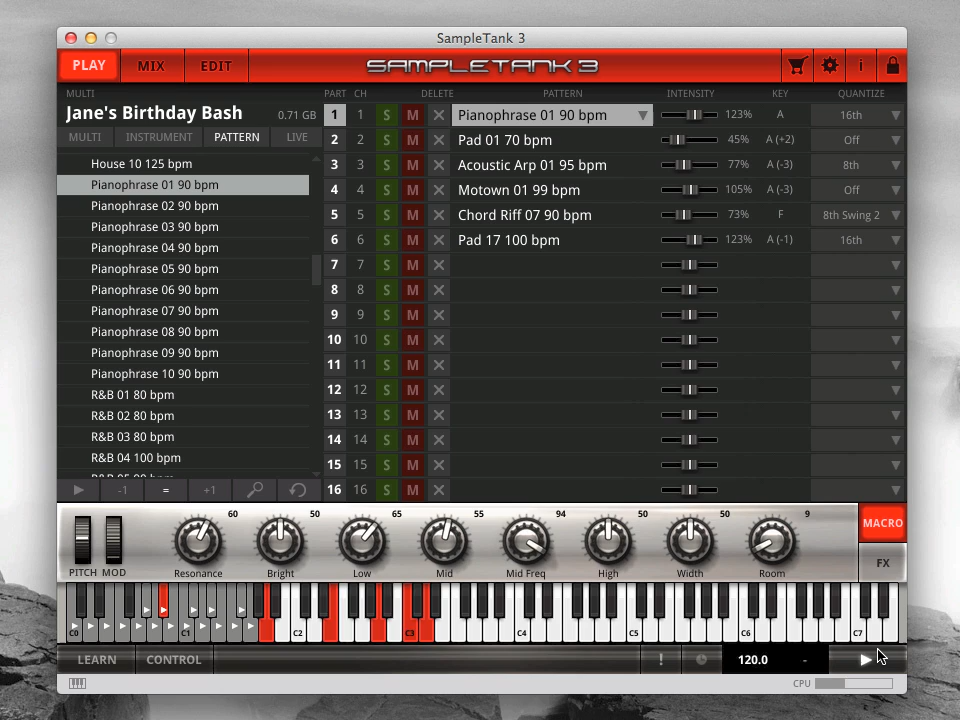 SampleTank 3
PLAY MIX EDIT SAMPLETANK 3 i
MULTI PART CH DELETE PATTERN INTENSITY KEY QUANTIZE
Jane's Birthday Bash 0.71 GB
MULTI INSTRUMENT PATTERN LIVE
House 10 125 bpm
Pianophrase 01 90 bpm
Pianophrase 02 90 bpm
Pianophrase 03 90 bpm
Pianophrase 04 90 bpm
Pianophrase 05 90 bpm
Pianophrase 06 90 bpm
Pianophrase 07 90 bpm
Pianophrase 08 90 bpm
Pianophrase 09 90 bpm
Pianophrase 10 90 bpm
R&B 01 80 bpm
R&B 02 80 bpm
R&B 03 80 bpm
R&B 04 100 bpm
-1 = +1
1 1 S M X Pianophrase 01 90 bpm 123% A 16th
2 2 S M X Pad 01 70 bpm 45% A (+2) Off
3 3 S M X Acoustic Arp 01 95 bpm 77% A (-3) 8th
4 4 S M X Motown 01 99 bpm 105% A (-3) Off
5 5 S M X Chord Riff 07 90 bpm 73% F 8th Swing 2
6 6 S M X Pad 17 100 bpm 123% A (-1) 16th
7 7 S M X
8 8 S M X
9 9 S M X
10 10 S M X
11 11 S M X
12 12 S M X
13 13 S M X
14 14 S M X
15 15 S M X
16 16 S M X
60 50 65 55 94 50 50 9
MACRO
FX
PITCH MOD Resonance Bright Low Mid Mid Freq High Width Room
C0 C1 C2 C3 C4 C5 C6 C7
LEARN CONTROL ! 120.0 -
CPU